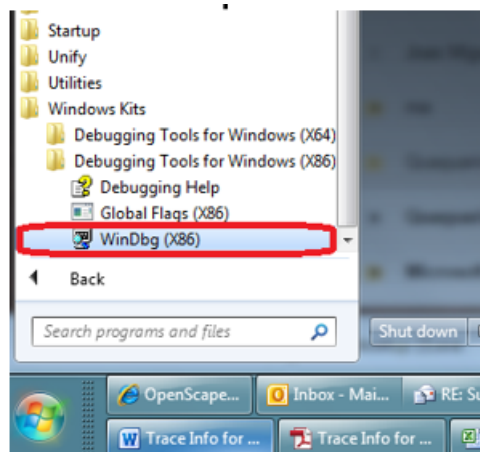 Startup
Unify
Utilities
Windows Kits
Debugging Tools for Windows (X64)
Debugging Tools for Windows (X86)
Debugging Help
Global Flags (X86)
WinDbg (X86)
Back
Search programs and files
Shut down
OpenScape...
Inbox - Mai...
RE: Su
Trace Info for ...
Trace Info for ...